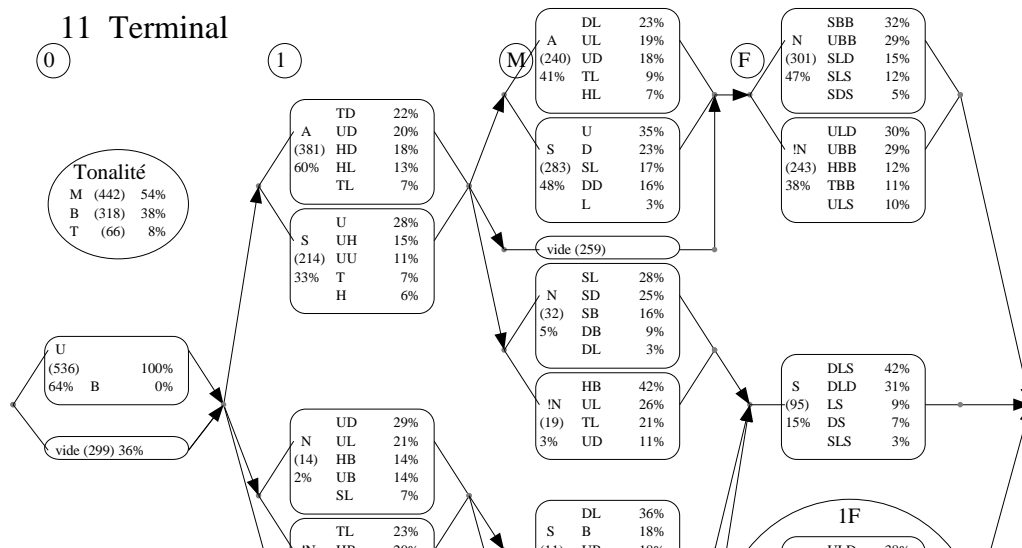 11 Terminal
0
1
M
F
Tonalité
M (442) 54%
B (318) 38%
T (66) 8%
U
(536) 100%
64% B 0%
vide (299) 36%
TD 22%
A UD 20%
(381) HD 18%
60% HL 13%
TL 7%
U 28%
S UH 15%
(214) UU 11%
33% T 7%
H 6%
UD 29%
N UL 21%
(14) HB 14%
2% UB 14%
SL 7%
TL 23%
DL 23%
A UL 19%
(240) UD 18%
41% TL 9%
HL 7%
U 35%
S D 23%
(283) SL 17%
48% DD 16%
L 3%
vide (259)
SL 28%
N SD 25%
(32) SB 16%
5% DB 9%
DL 3%
HB 42%
!N UL 26%
(19) TL 21%
3% UD 11%
DL 36%
S B 18%
SBB 32%
N UBB 29%
(301) SLD 15%
47% SLS 12%
SDS 5%
ULD 30%
!N UBB 29%
(243) HBB 12%
38% TBB 11%
ULS 10%
DLS 42%
S DLD 31%
(95) LS 9%
15% DS 7%
SLS 3%
1F